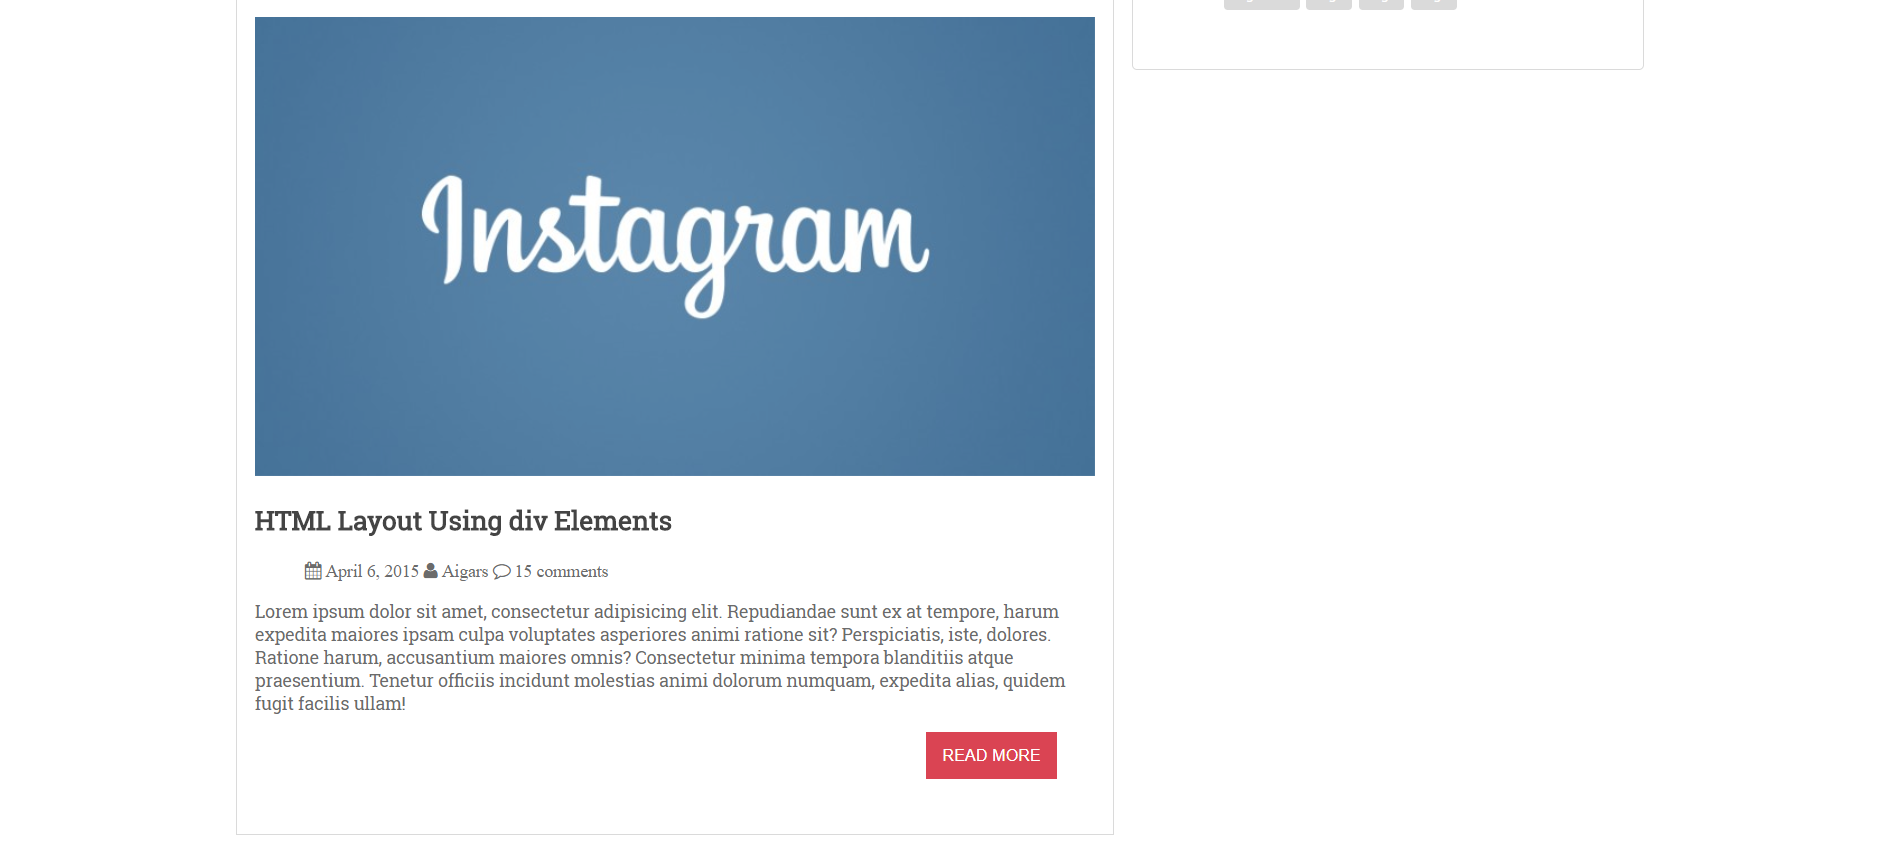 Instagram
HTML Layout Using div Elements
April 6, 2015 Aigars 15 comments
Lorem ipsum dolor sit amet, consectetur adipisicing elit. Repudiandae sunt ex at tempore, harum
expedita maiores ipsam culpa voluptates asperiores animi ratione sit? Perspiciatis, iste, dolores.
Ratione harum, accusantium maiores omnis? Consectetur minima tempora blanditiis atque
praesentium. Tenetur officiis incidunt molestias animi dolorum numquam, expedita alias, quidem
fugit facilis ullam!
READ MORE